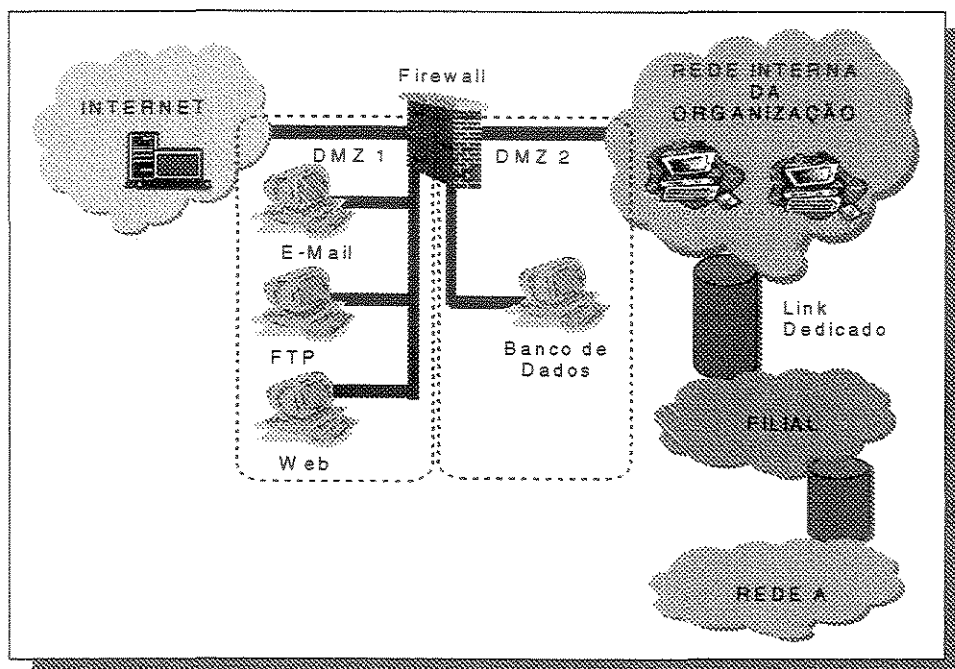 Firewall
INTERNET
REDE INTERNA
DA
ORGANIZAÇÃO
DMZ 1
DMZ 2
E-Mail
FTP
Web
Banco de
Dados
Link
Dedicado
FILIAL
REDE A